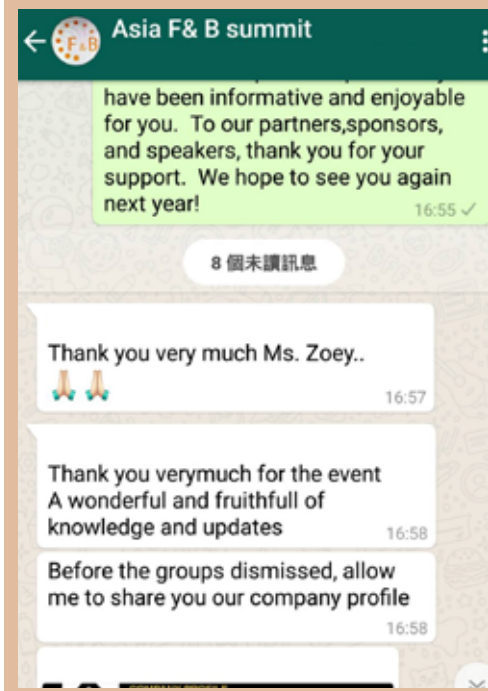 Asia F& B summit
F&B
have been informative and enjoyable
for you. To our partners,sponsors,
and speakers, thank you for your
support. We hope to see you again
next year!
16:55
8 個未讀訊息
Thank you very much Ms. Zoey..
16:57
Thank you verymuch for the event
A wonderful and fruithfull of
knowledge and updates
16:58
Before the groups dismissed, allow
me to share you our company profile
16:58